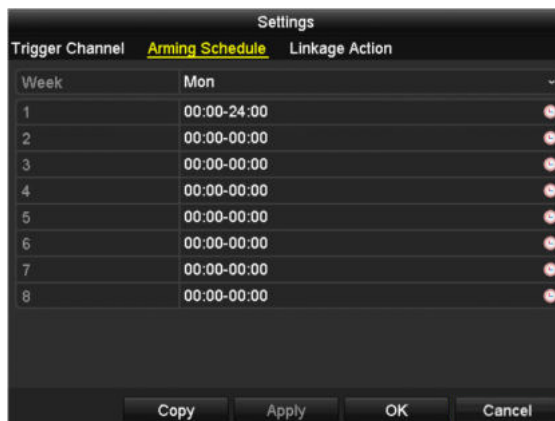 Settings
Trigger Channel Arming Schedule Linkage Action
Week Mon
1 00:00-24:00
2 00:00-00:00
3 00:00-00:00
4 00:00-00:00
5 00:00-00:00
6 00:00-00:00
7 00:00-00:00
8 00:00-00:00
Copy Apply OK Cancel